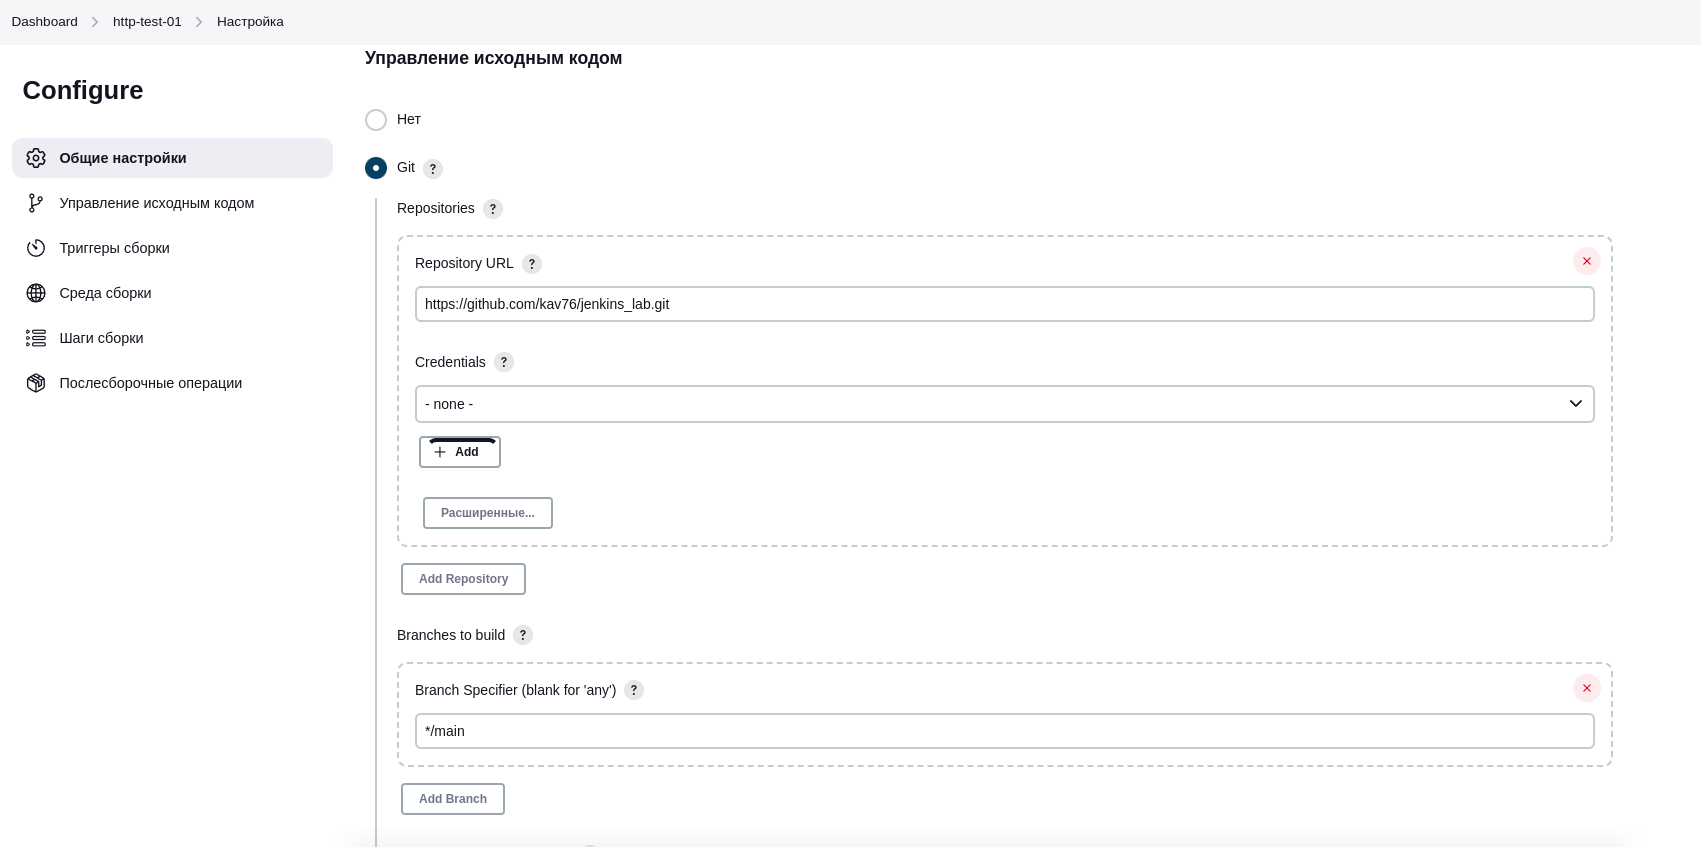 Dashboard > http-test-01 > Настройка
Configure
Общие настройки
Управление исходным кодом
Триггеры сборки
Среда сборки
Шаги сборки
Послесборочные операции
Управление исходным кодом
Нет
Git ?
Repositories ?
Repository URL ?
https://github.com/kav76/jenkins_lab.git
Credentials ?
- none -
+ Add
Расширенные...
Add Repository
Branches to build ?
Branch Specifier (blank for 'any') ?
*/main
Add Branch